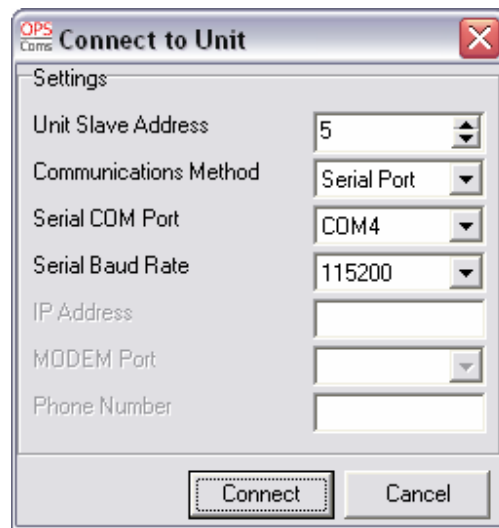 OPS
Coms
Connect to Unit
Settings
Unit Slave Address 5
Communications Method Serial Port
Serial COM Port COM4
Serial Baud Rate 115200
IP Address
MODEM Port
Phone Number
Connect Cancel